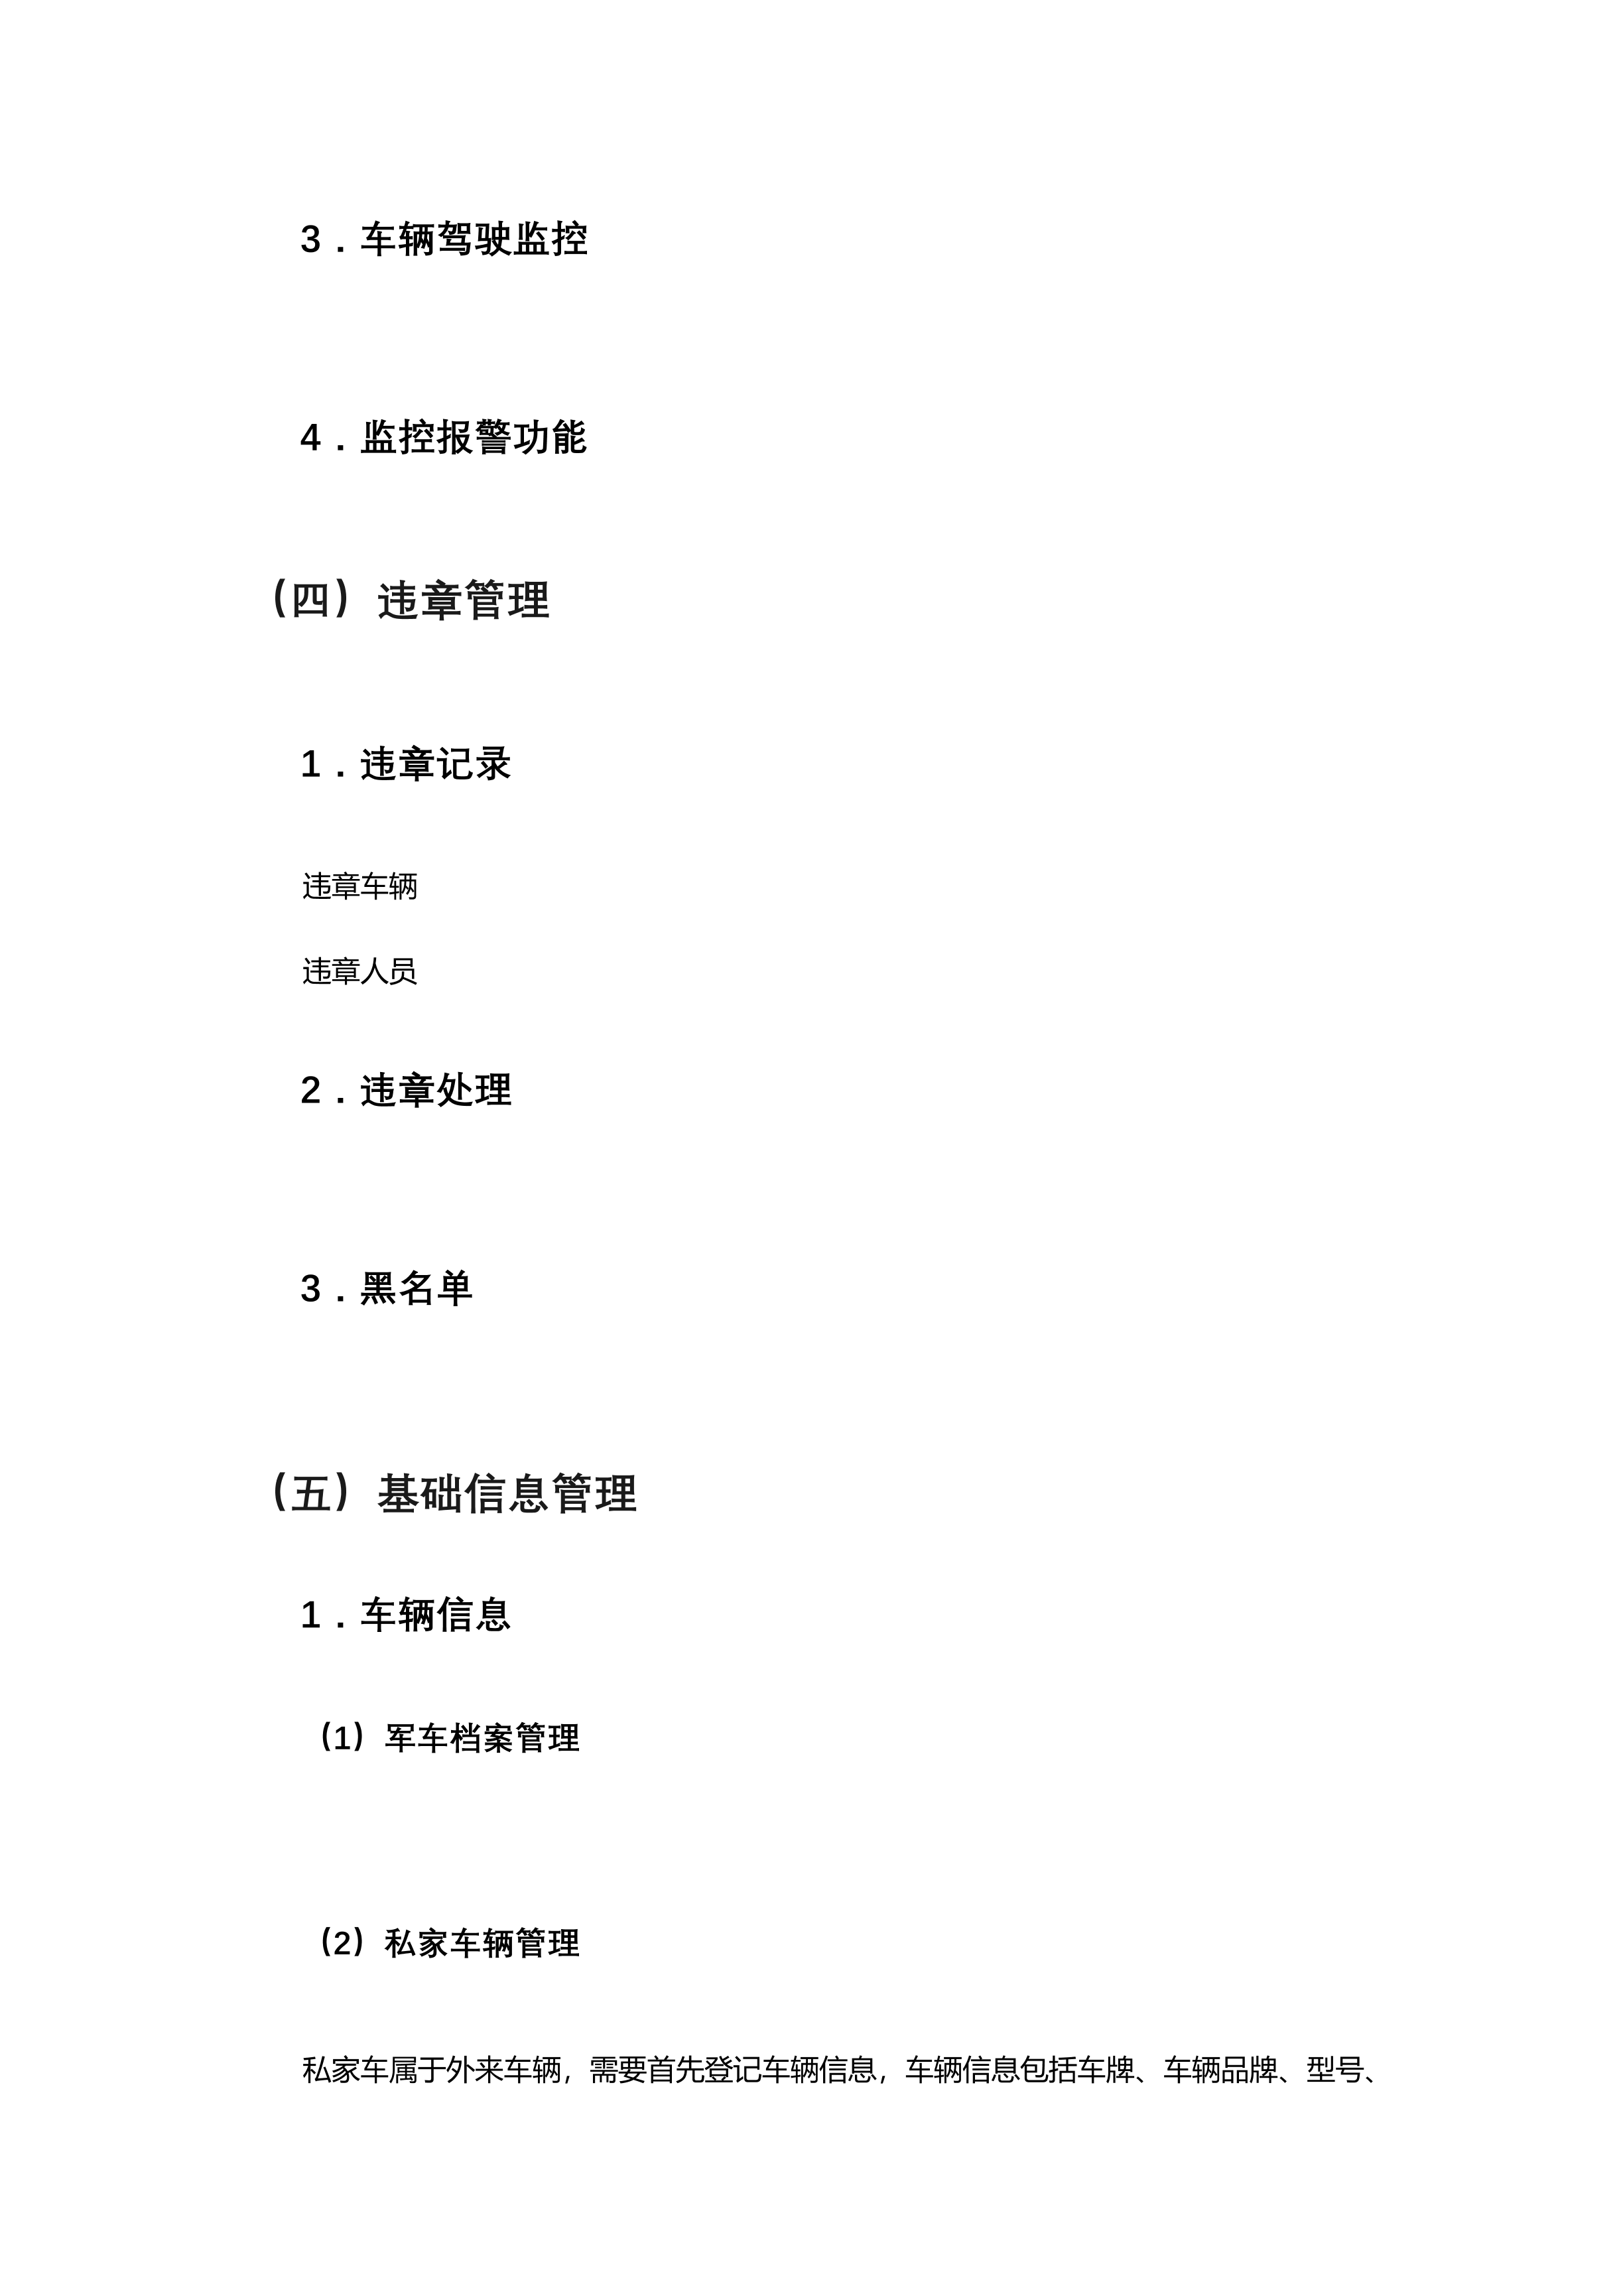 3．车辆驾驶监控
4．监控报警功能
（四）违章管理
1．违章记录
违章车辆
违章人员
2．违章处理
3．黑名单
（五）基础信息管理
1．车辆信息
（1）军车档案管理
（2）私家车辆管理
私家车属于外来车辆，需要首先登记车辆信息，车辆信息包括车牌、车辆品牌、型号、